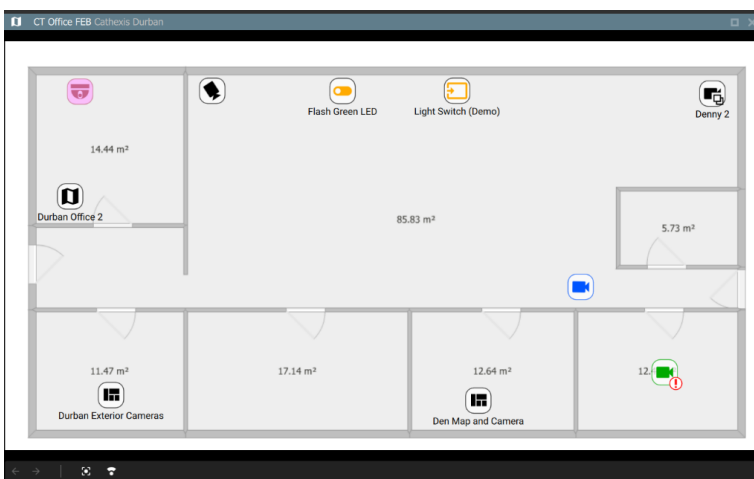 CT Office FEB Cathexis Durban
Flash Green LED
Light Switch (Demo)
Denny 2
14.44 m²
Durban Office 2
85.83 m²
5.73 m²
11.47 m²
17.14 m²
12.64 m²
12.
Durban Exterior Cameras
Den Map and Camera